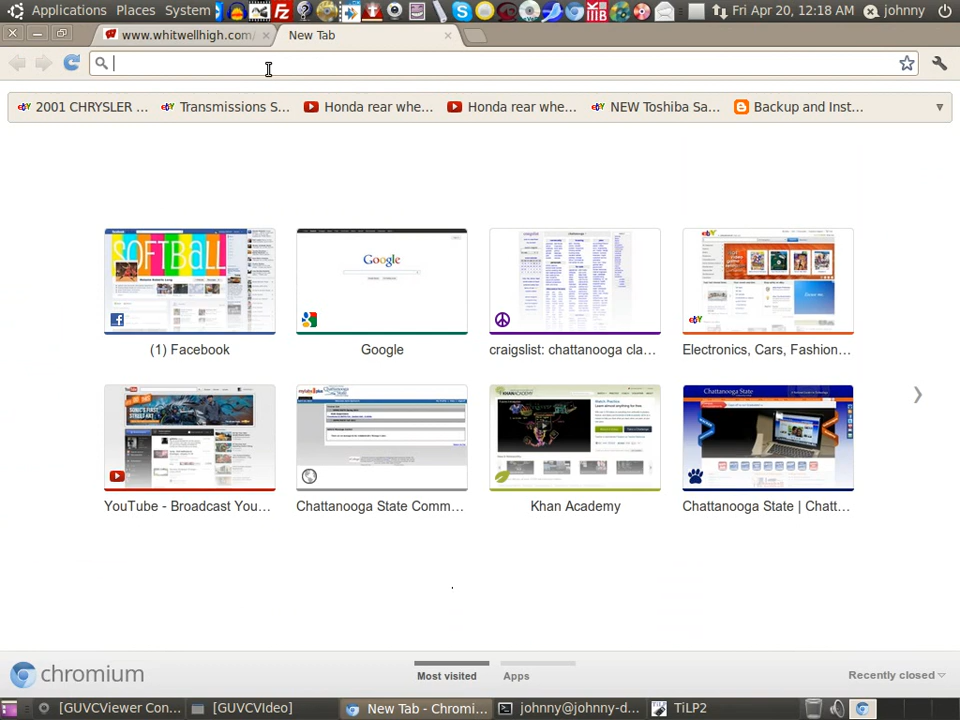 Applications Places System Fri Apr 20, 12:18 AM johnny
www.whitwellhigh.com/ New Tab
2001 CHRYSLER ... Transmissions S... Honda rear whe... Honda rear whe... NEW Toshiba Sa... Backup and Inst...
SOFTBALL
Google
craigslist
(1) Facebook Google craigslist: chattanooga cla... Electronics, Cars, Fashion...
Chattanooga State
YouTube - Broadcast You... Chattanooga State Comm... Khan Academy Chattanooga State | Chatt...
chromium Most visited Apps Recently closed
[GUVCViewer Con... [GUVCVIdeo] New Tab - Chromi... johnny@johnny-d... TiLP2